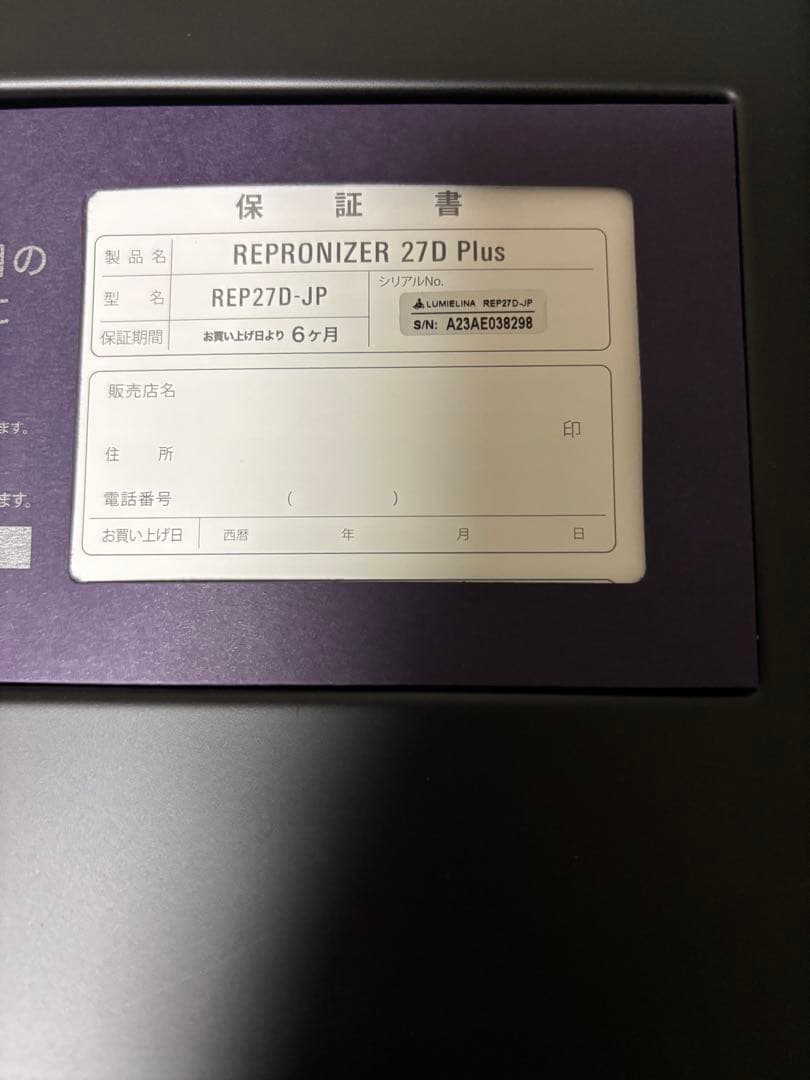 の
に
ます。
ます。
保証書
製品名 REPRONIZER 27D Plus
型名 REP27D-JP
シリアルNo.
LUMIELINA REP27D-JP
S/N: A23AE038298
保証期間 お買い上げ日より 6ヶ月
販売店名
印
住所
電話番号 ( )
お買い上げ日 西暦 年 月 日